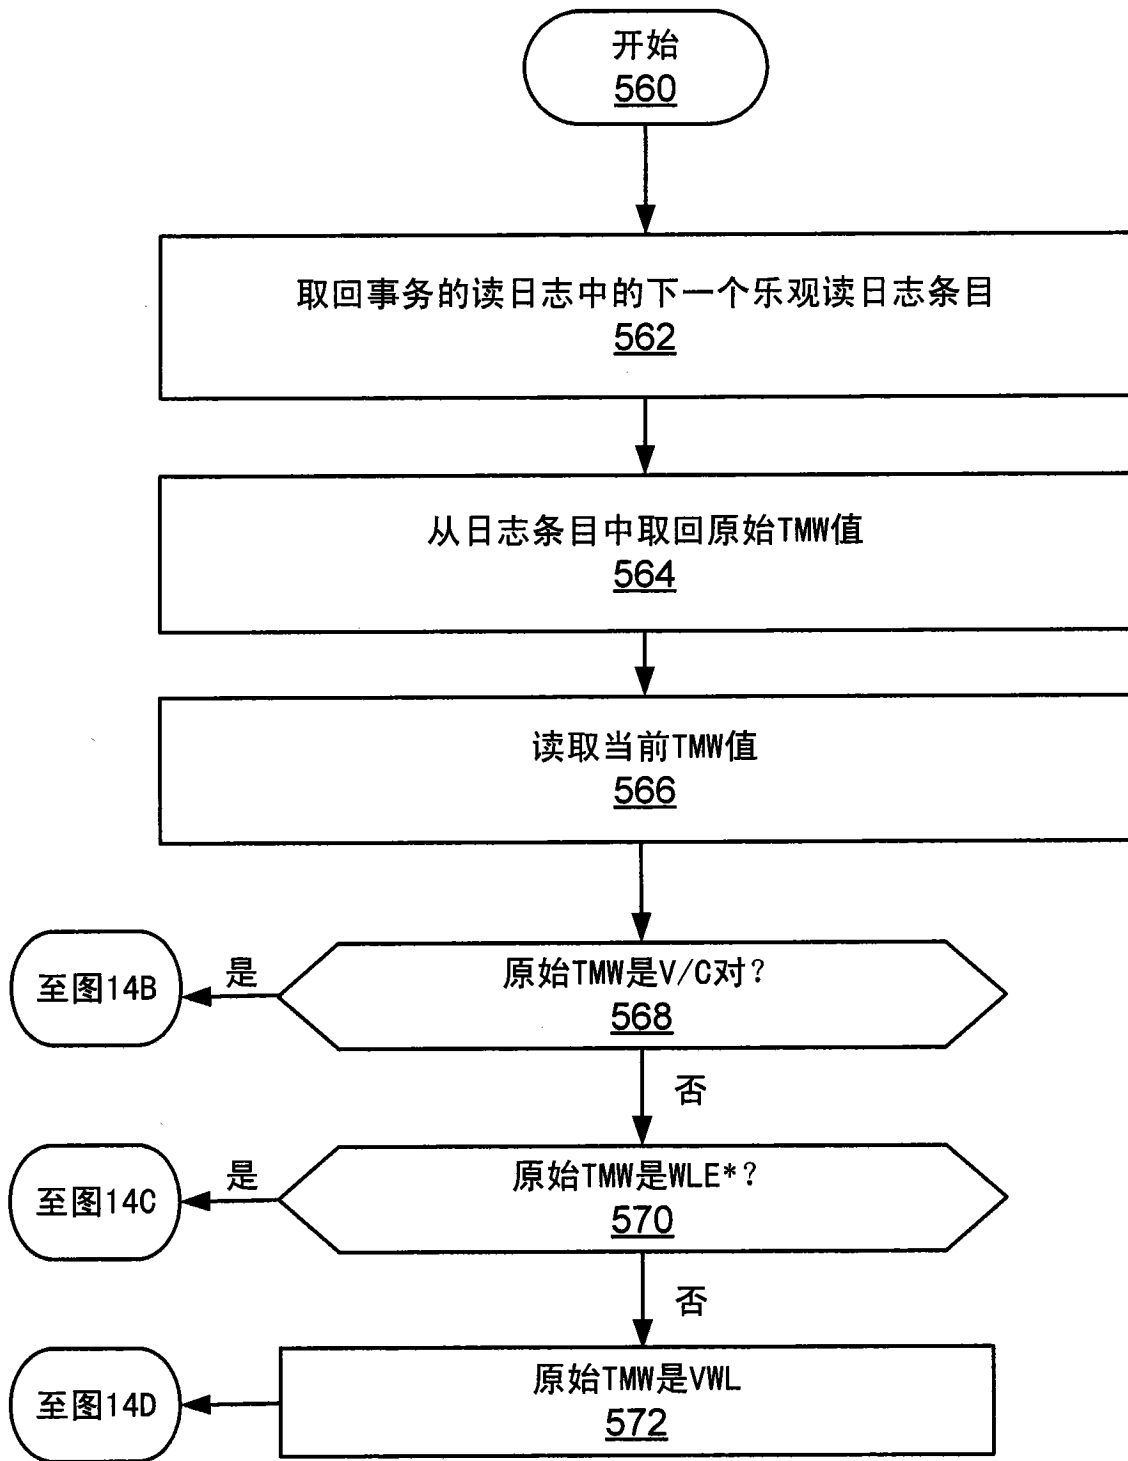 开始
560
取回事务的读日志中的下一个乐观读日志条目
562
从日志条目中取回原始TMW值
564
读取当前TMW值
566
至图14B
是
原始TMW是V/C对?
568
否
至图14C
是
原始TMW是WLE*?
570
否
至图14D
原始TMW是VWL
572